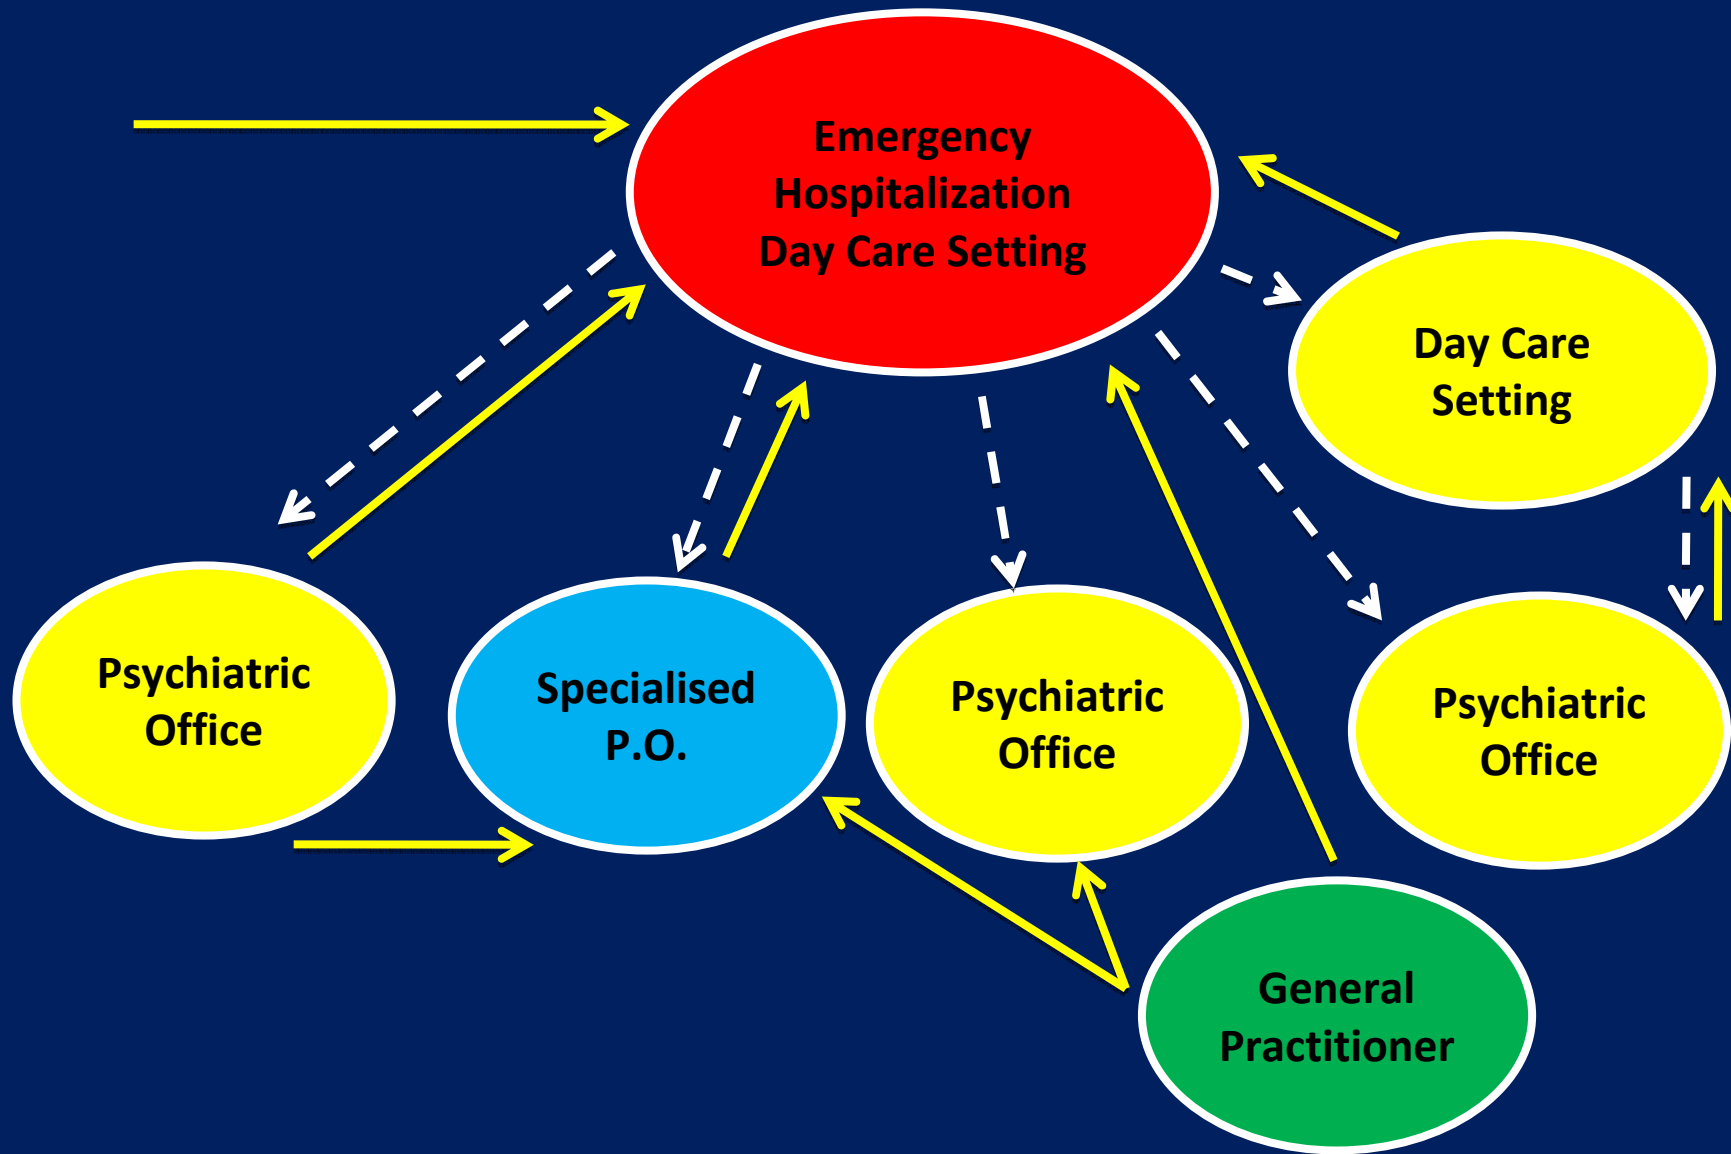 Emergency
Hospitalization
Day Care Setting
Day Care
Setting
Psychiatric
Office
Specialised
P.O.
Psychiatric
Office
Psychiatric
Office
General
Practitioner